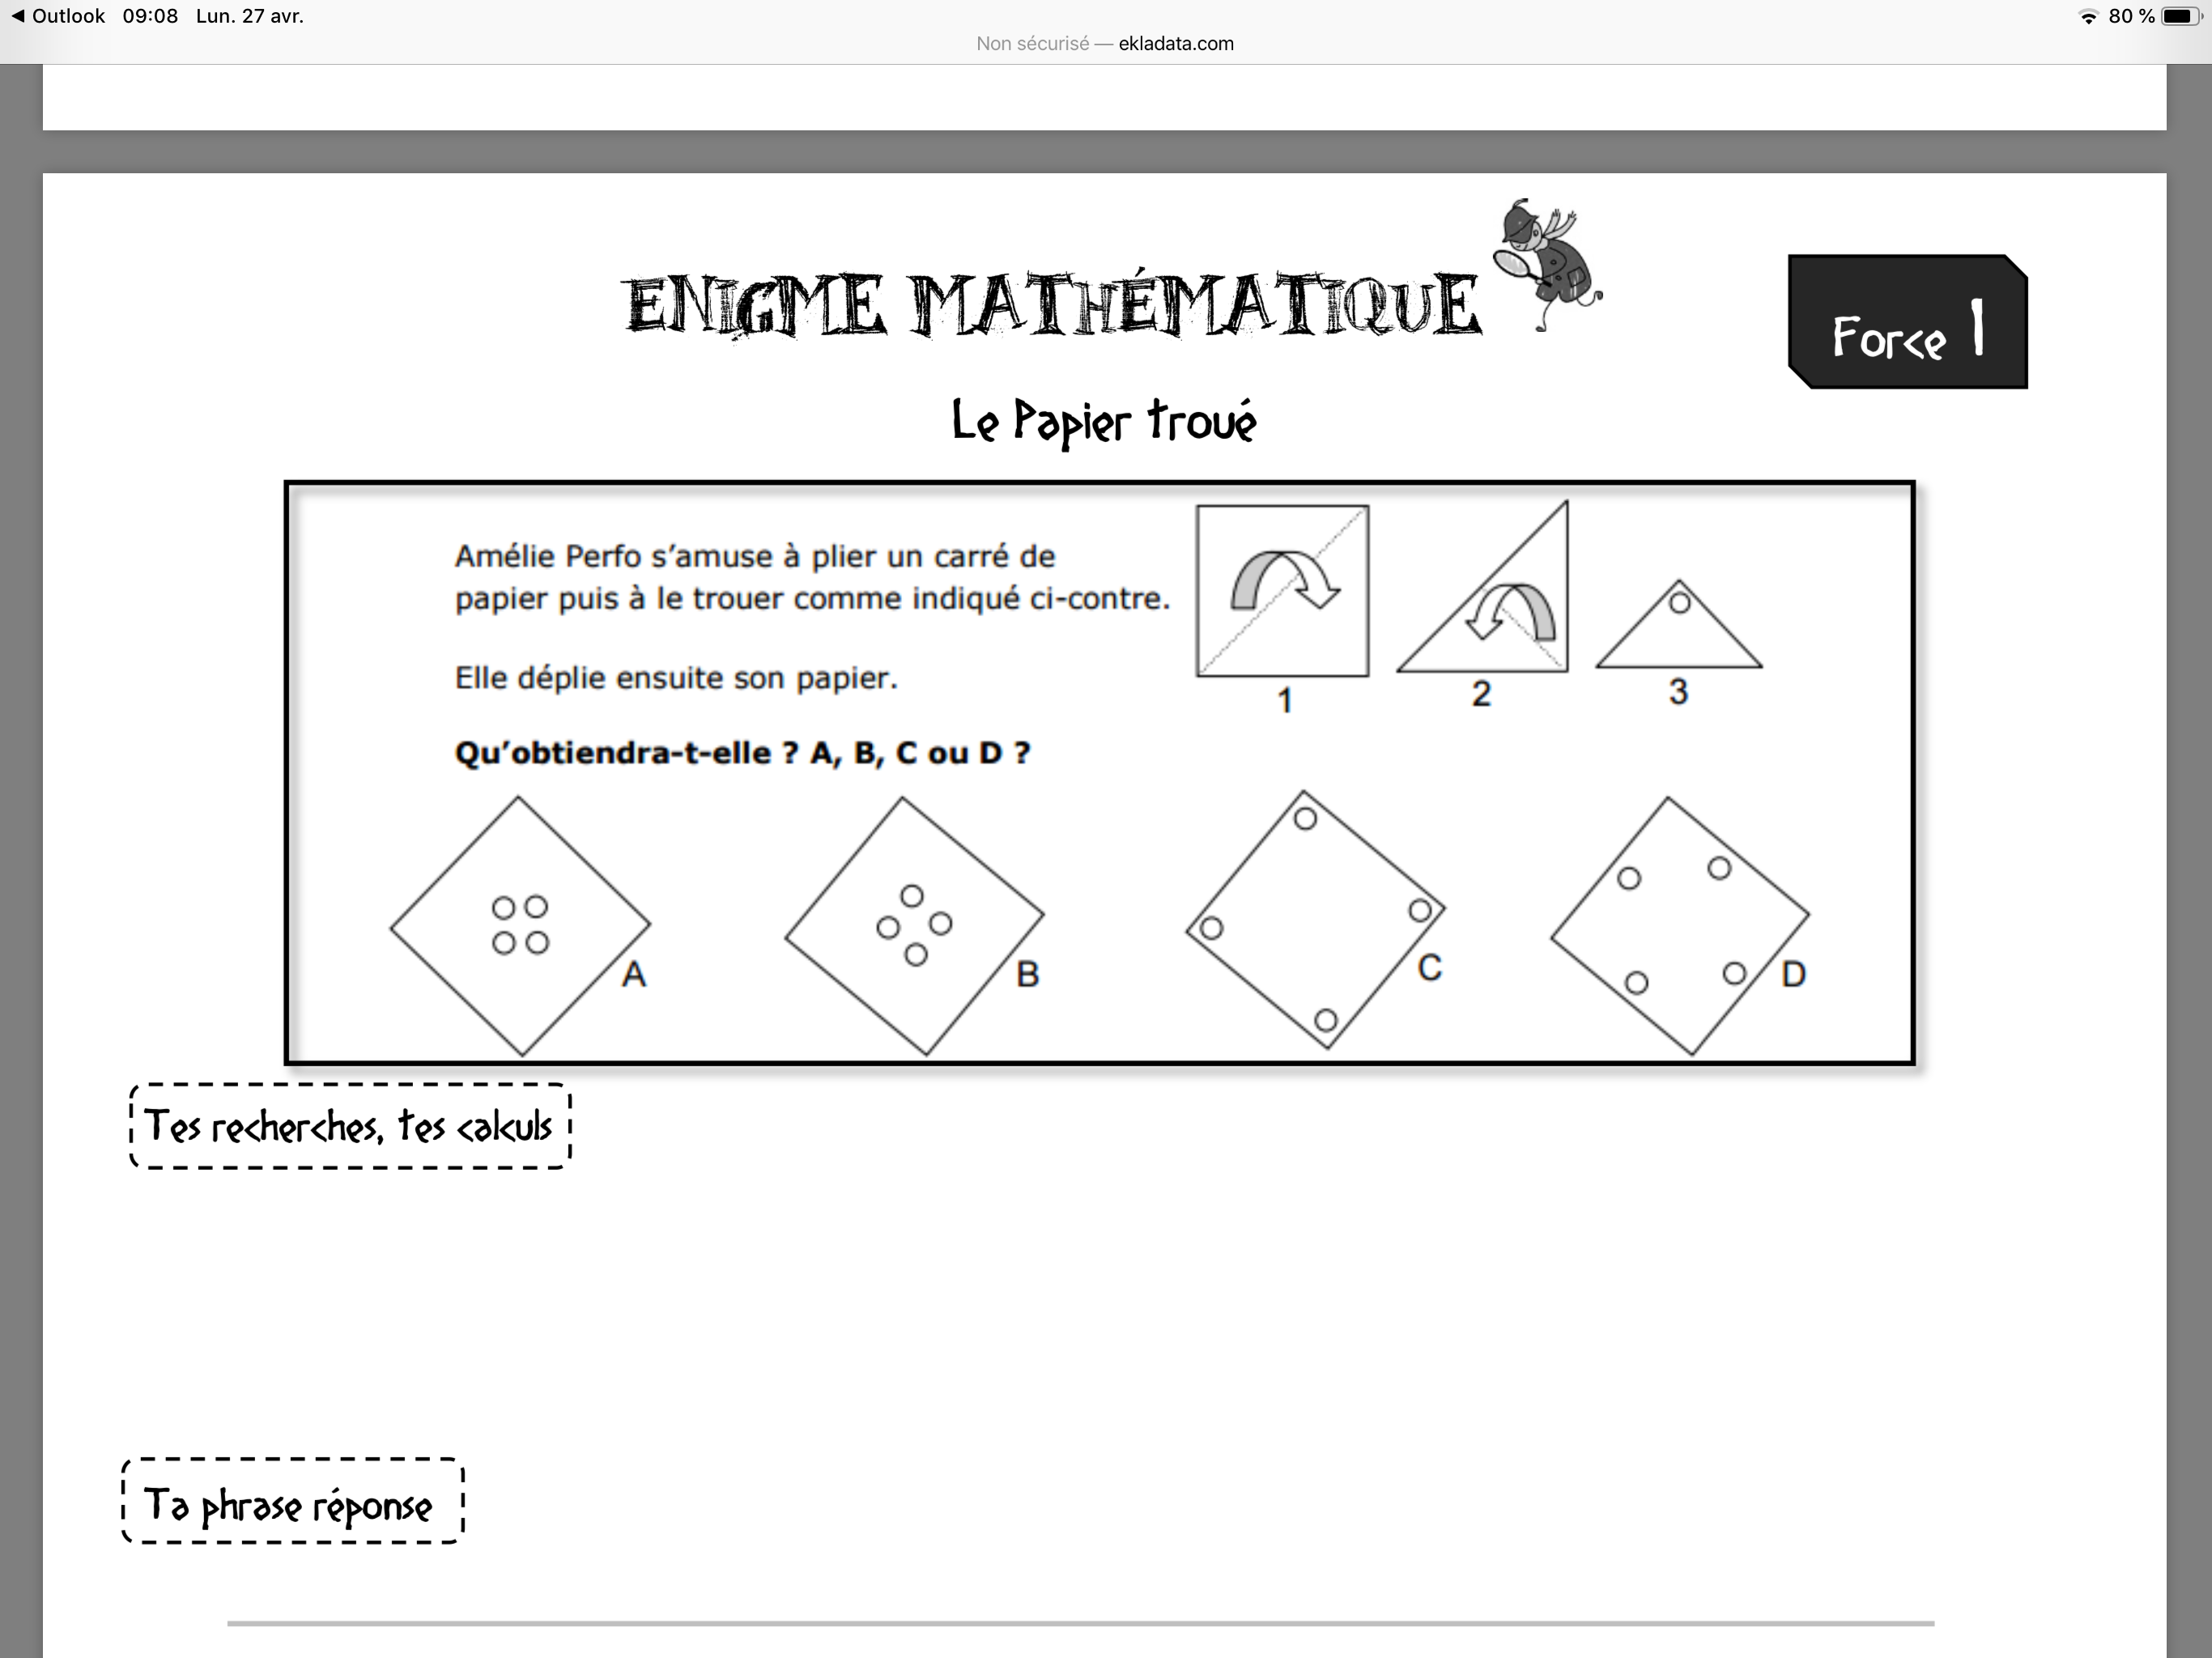 Outlook 09:08 Lun. 27 avr. 80 %
Non sécurisé — ekladata.com
ENIGME MATHÉMATIQUE
Force 1
Le Papier troué
Amélie Perfo s’amuse à plier un carré de
papier puis à le trouer comme indiqué ci-contre.
Elle déplie ensuite son papier.
1 2 3
Qu’obtiendra-t-elle ? A, B, C ou D ?
A B C D
Tes recherches, tes calculs
Ta phrase réponse